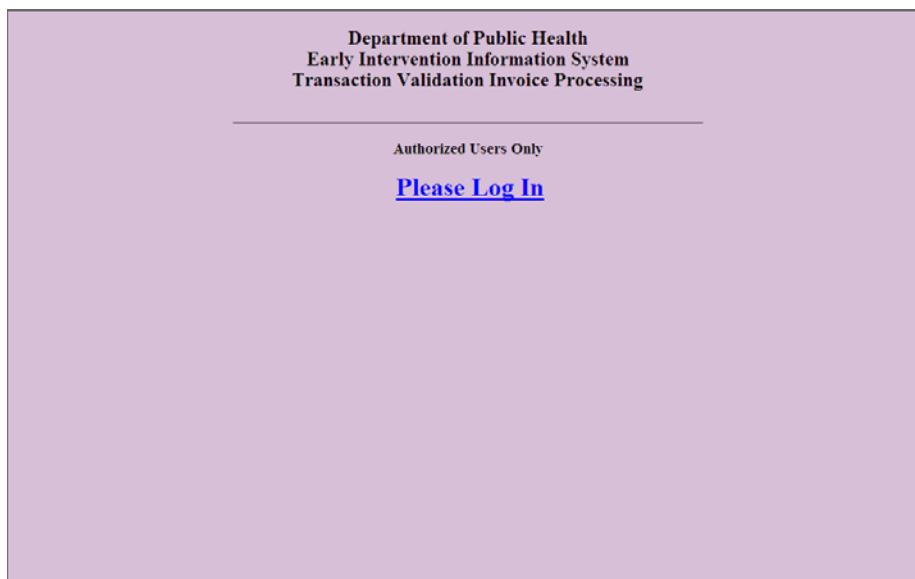 Department of Public Health
Early Intervention Information System
Transaction Validation Invoice Processing
Authorized Users Only
Please Log In